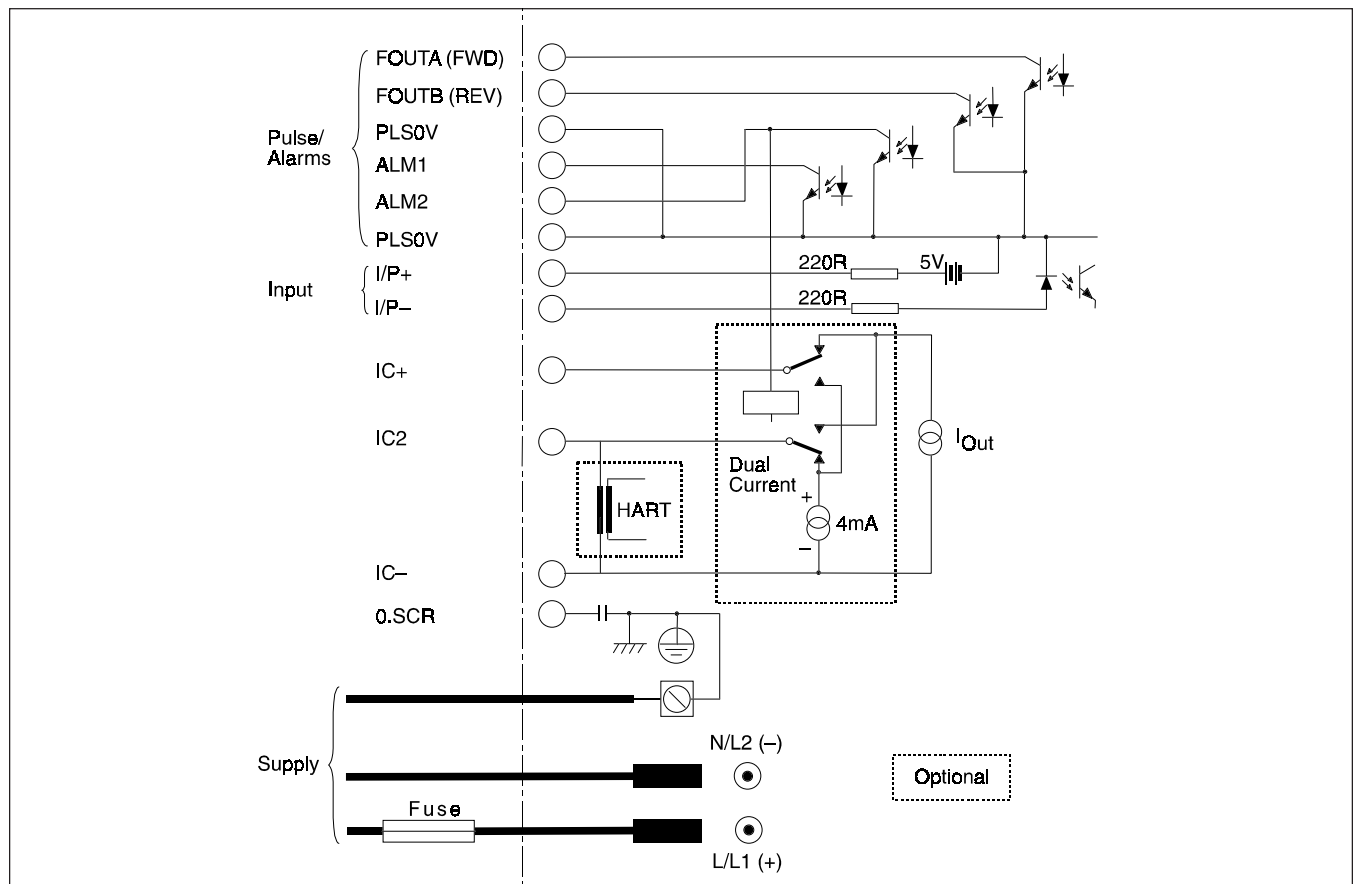 FOUTA (FWD)
FOUTB (REV)
Pulse/
Alarms
PLS0V
ALM1
ALM2
PLS0V
Input
I/P+
220R
5V
I/P–
220R
IC+
IC2
Dual
Current
IOut
HART
+
4mA
–
IC–
0.SCR
Supply
N/L2 (–)
Optional
Fuse
L/L1 (+)